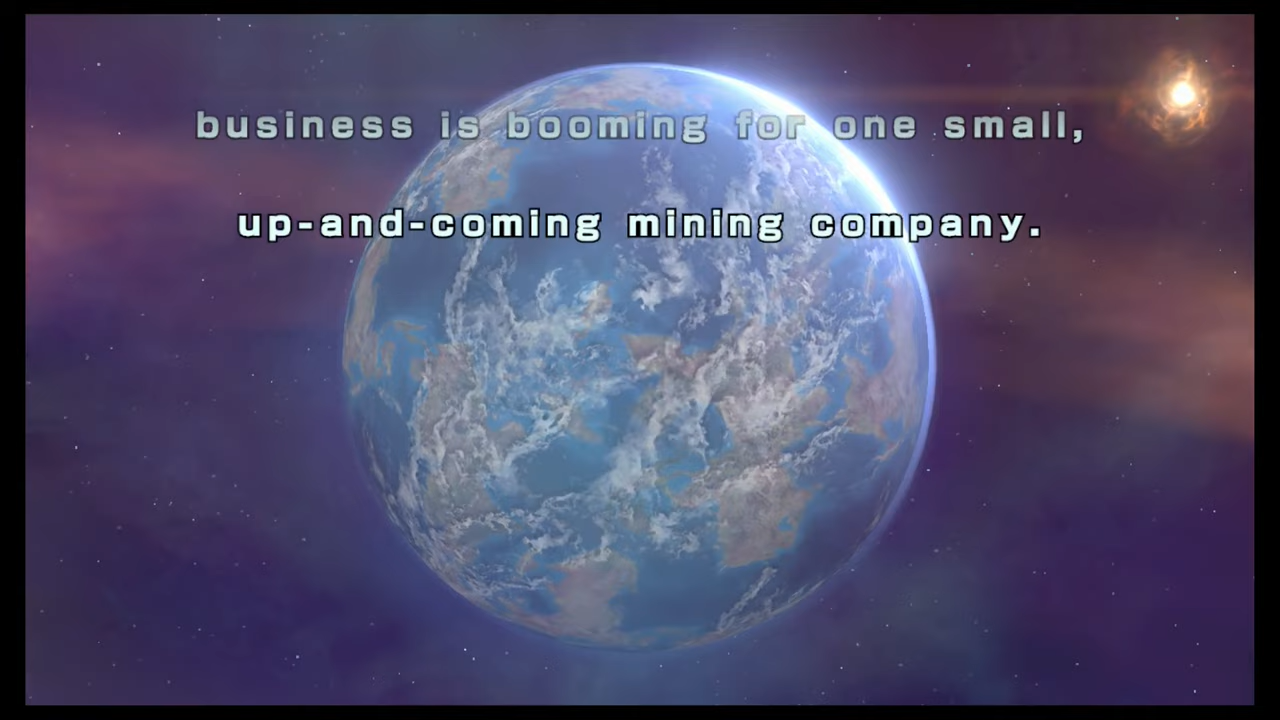 business is booming for one small,
up-and-coming mining company.